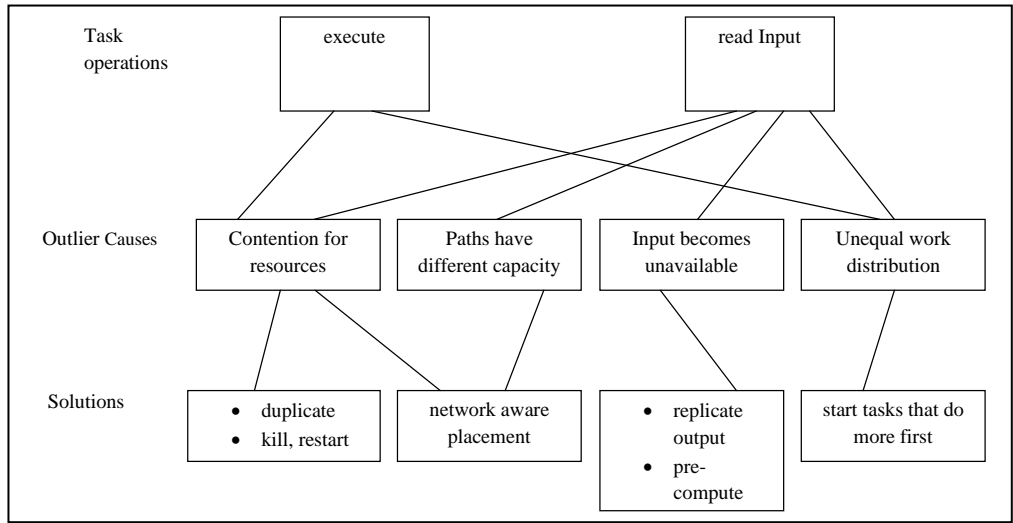 Task
operations
execute
read Input
Outlier Causes
Contention for
resources
Paths have
different capacity
Input becomes
unavailable
Unequal work
distribution
Solutions
• duplicate
• kill, restart
network aware
placement
• replicate
output
• pre-
compute
start tasks that do
more first